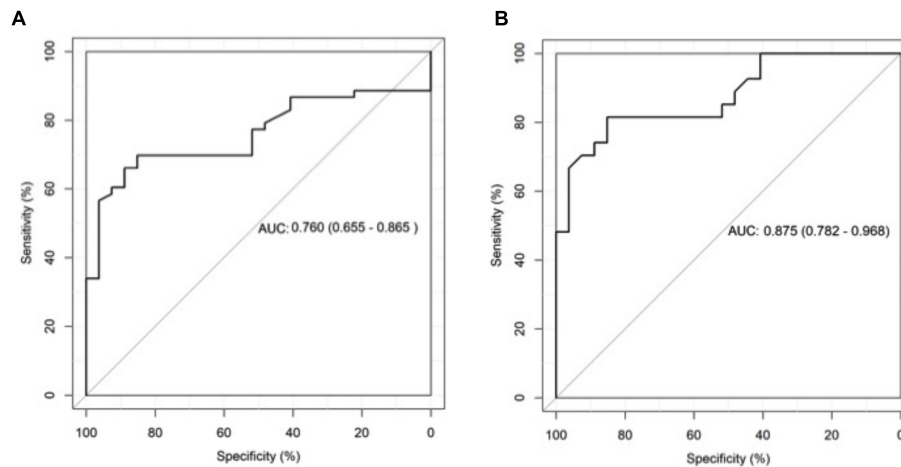 A
100
80
60
40
20
0
Sensitivity (%)
AUC: 0.760 (0.655 - 0.865 )
100 80 60 40 20 0
Specificity (%)
B
100
80
60
40
20
0
Sensitivity (%)
AUC: 0.875 (0.782 - 0.968)
100 80 60 40 20 0
Specificity (%)